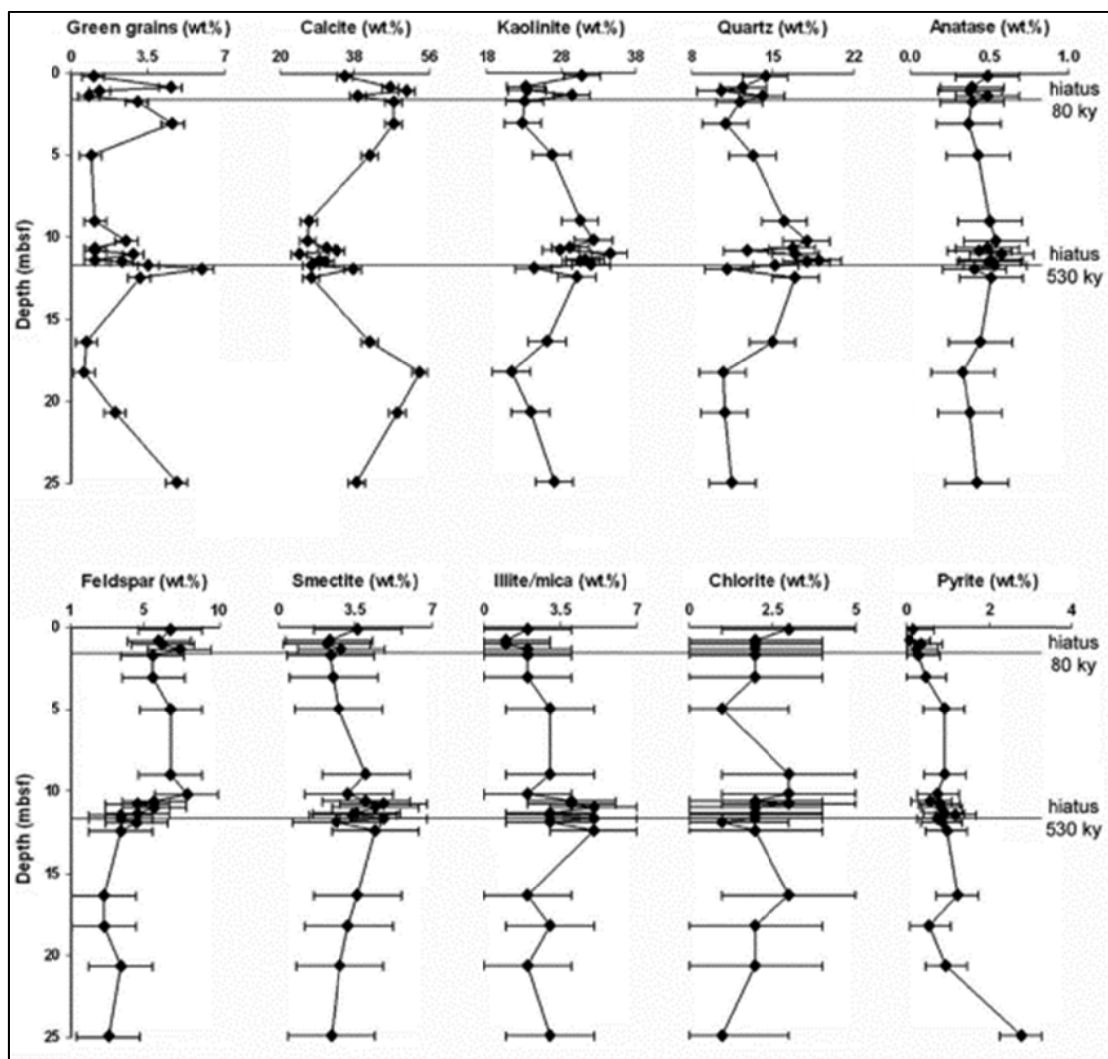 Green grains (wt.%) Calcite (wt.%) Kaolinite (wt.%) Quartz (wt.%) Anatase (wt.%)
0 3.5 7 20 38 56 18 28 38 8 15 22 0.0 0.5 1.0
0
hiatus
80 ky
5
10
hiatus
530 ky
15
20
25
Depth (mbsf)
Feldspar (wt.%) Smectite (wt.%) Illite/mica (wt.%) Chlorite (wt.%) Pyrite (wt.%)
1 5 10 0 3.5 7 0 3.5 7 0 2.5 5 0 2 4
0
hiatus
80 ky
5
10
hiatus
530 ky
15
20
25
Depth (mbsf)